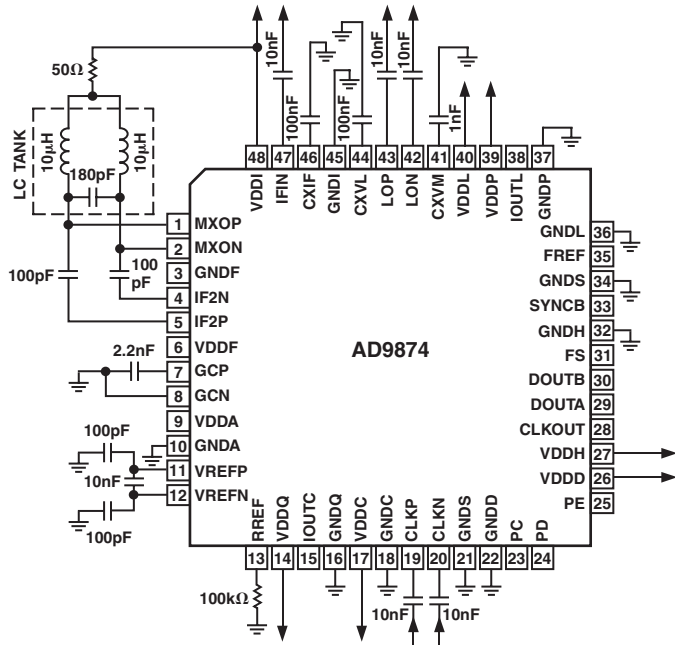 10nF
10nF
10nF
50Ω
100nF
100nF
1nF
LC TANK
10μH
10μH
180pF
48
47
46
45
44
43
42
41
40
39
38
37
VDDI
IFIN
CXIF
GNDI
CXVL
LOP
LON
CXVM
VDDL
VDDP
IOUTL
GNDP
1 MXOP
2 MXON
3 GNDF
4 IF2N
5 IF2P
6 VDDF
7 GCP
8 GCN
9 VDDA
10 GNDA
11 VREFP
12 VREFN
100pF
100
pF
2.2nF
100pF
10nF
100pF
AD9874
GNDL 36
FREF 35
GNDS 34
SYNCB 33
GNDH 32
FS 31
DOUTB 30
DOUTA 29
CLKOUT 28
VDDH 27
VDDD 26
PE 25
RREF
VDDQ
IOUTC
GNDQ
VDDC
GNDC
CLKP
CLKN
GNDS
GNDD
PC
PD
13
14
15
16
17
18
19
20
21
22
23
24
100kΩ
10nF
10nF